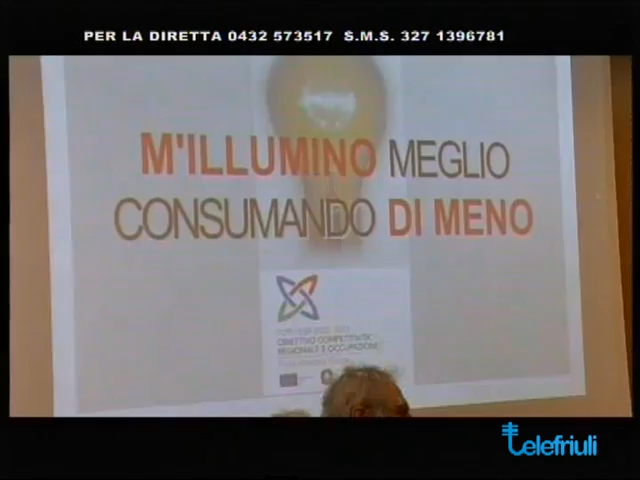 PER LA DIRETTA 0432 573517 S.M.S. 327 1396781
M'ILLUMINO MEGLIO
CONSUMANDO DI MENO
OBIETTIVO COMPETITIVITA'
REGIONALE E OCCUPAZIONE
telefriuli